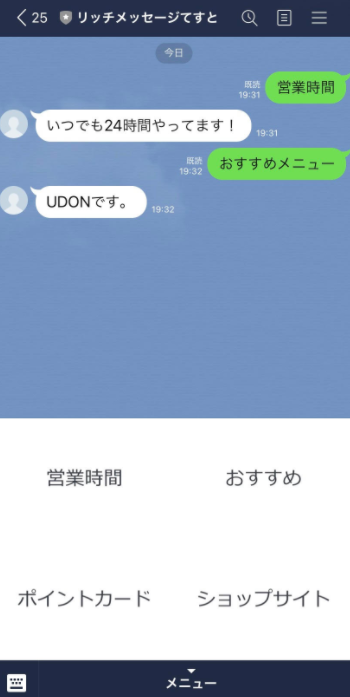 25 リッチメッセージてすと
今日
既読
19:31
営業時間
いつでも24時間やってます！
19:31
既読
19:32
おすすめメニュー
UDONです。
19:32
営業時間
おすすめ
ポイントカード
ショップサイト
メニュー